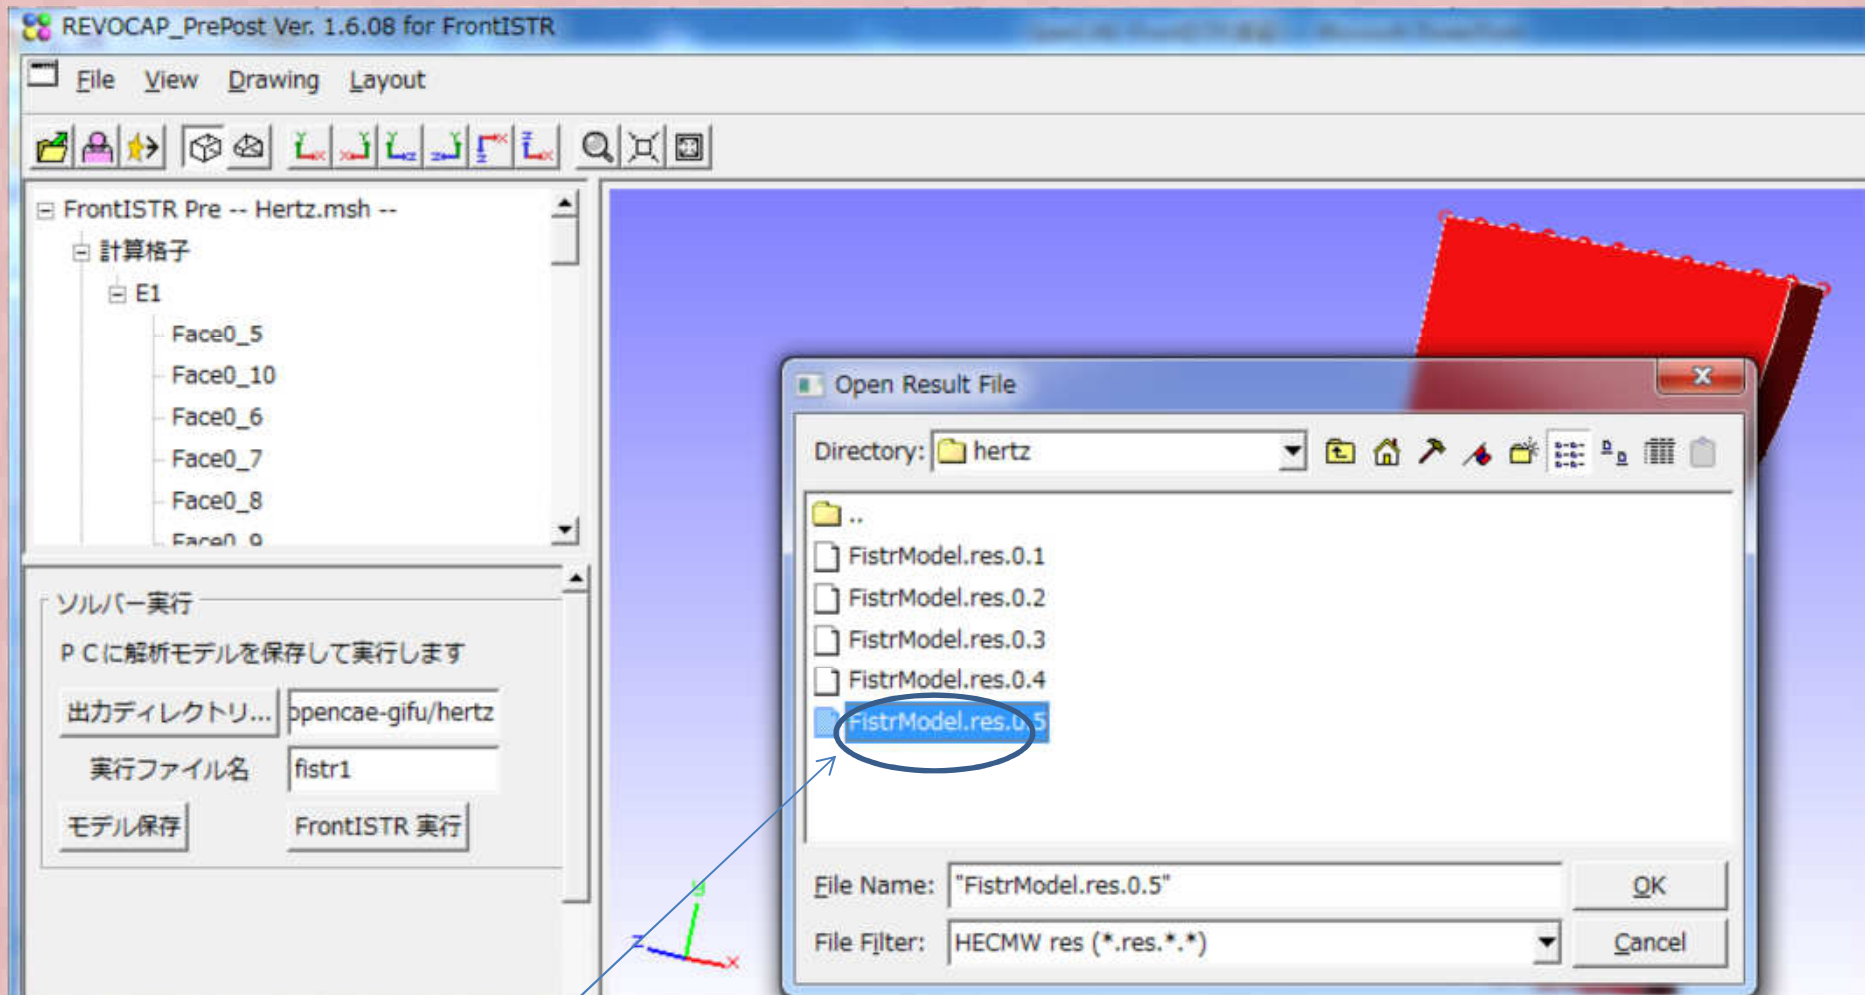 REVOCAP_PrePost Ver. 1.6.08 for FrontISTR
File View Drawing Layout
FrontISTR Pre -- Hertz.msh --
計算格子
E1
Face0_5
Face0_10
Face0_6
Face0_7
Face0_8
Face0_9
ソルバー実行
ＰＣに解析モデルを保存して実行します
出力ディレクトリ... opencae-gifu/hertz
実行ファイル名 fistr1
モデル保存 FrontISTR 実行
y
z
x
Open Result File
Directory: hertz
..
FistrModel.res.0.1
FistrModel.res.0.2
FistrModel.res.0.3
FistrModel.res.0.4
FistrModel.res.0.5
File Name: "FistrModel.res.0.5" OK
File Filter: HECMW res (*.res.*.*) Cancel